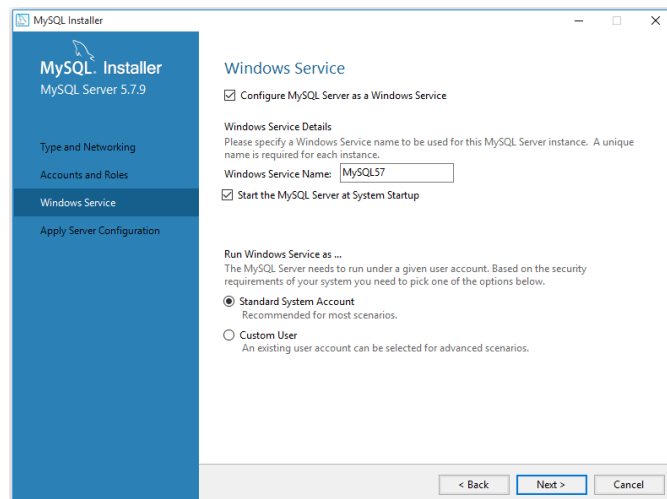 MySQL Installer
MySQL. Installer
MySQL Server 5.7.9
Type and Networking
Accounts and Roles
Windows Service
Apply Server Configuration
Windows Service
Configure MySQL Server as a Windows Service
Windows Service Details
Please specify a Windows Service name to be used for this MySQL Server instance. A unique
name is required for each instance.
Windows Service Name: MySQL57
Start the MySQL Server at System Startup
Run Windows Service as ...
The MySQL Server needs to run under a given user account. Based on the security
requirements of your system you need to pick one of the options below.
Standard System Account
Recommended for most scenarios.
Custom User
An existing user account can be selected for advanced scenarios.
< Back Next > Cancel